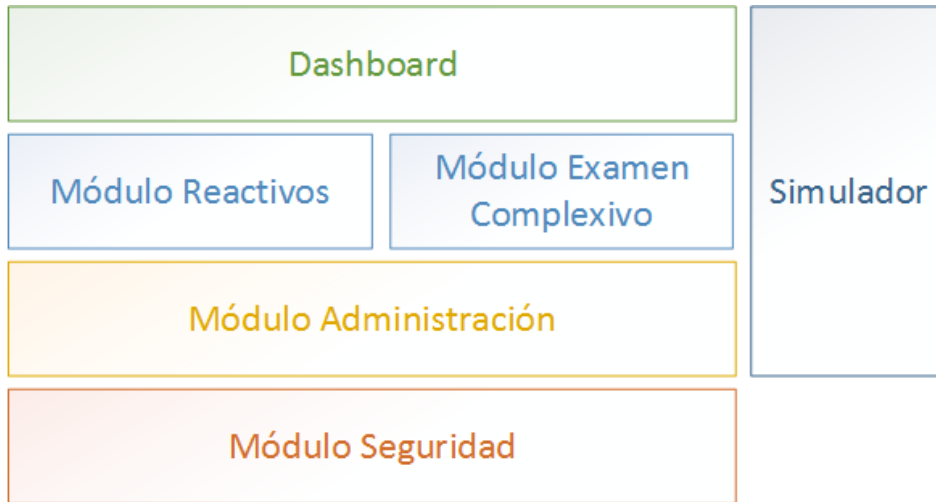 Dashboard
Módulo Reactivos
Módulo Examen
Complexivo
Simulador
Módulo Administración
Módulo Seguridad